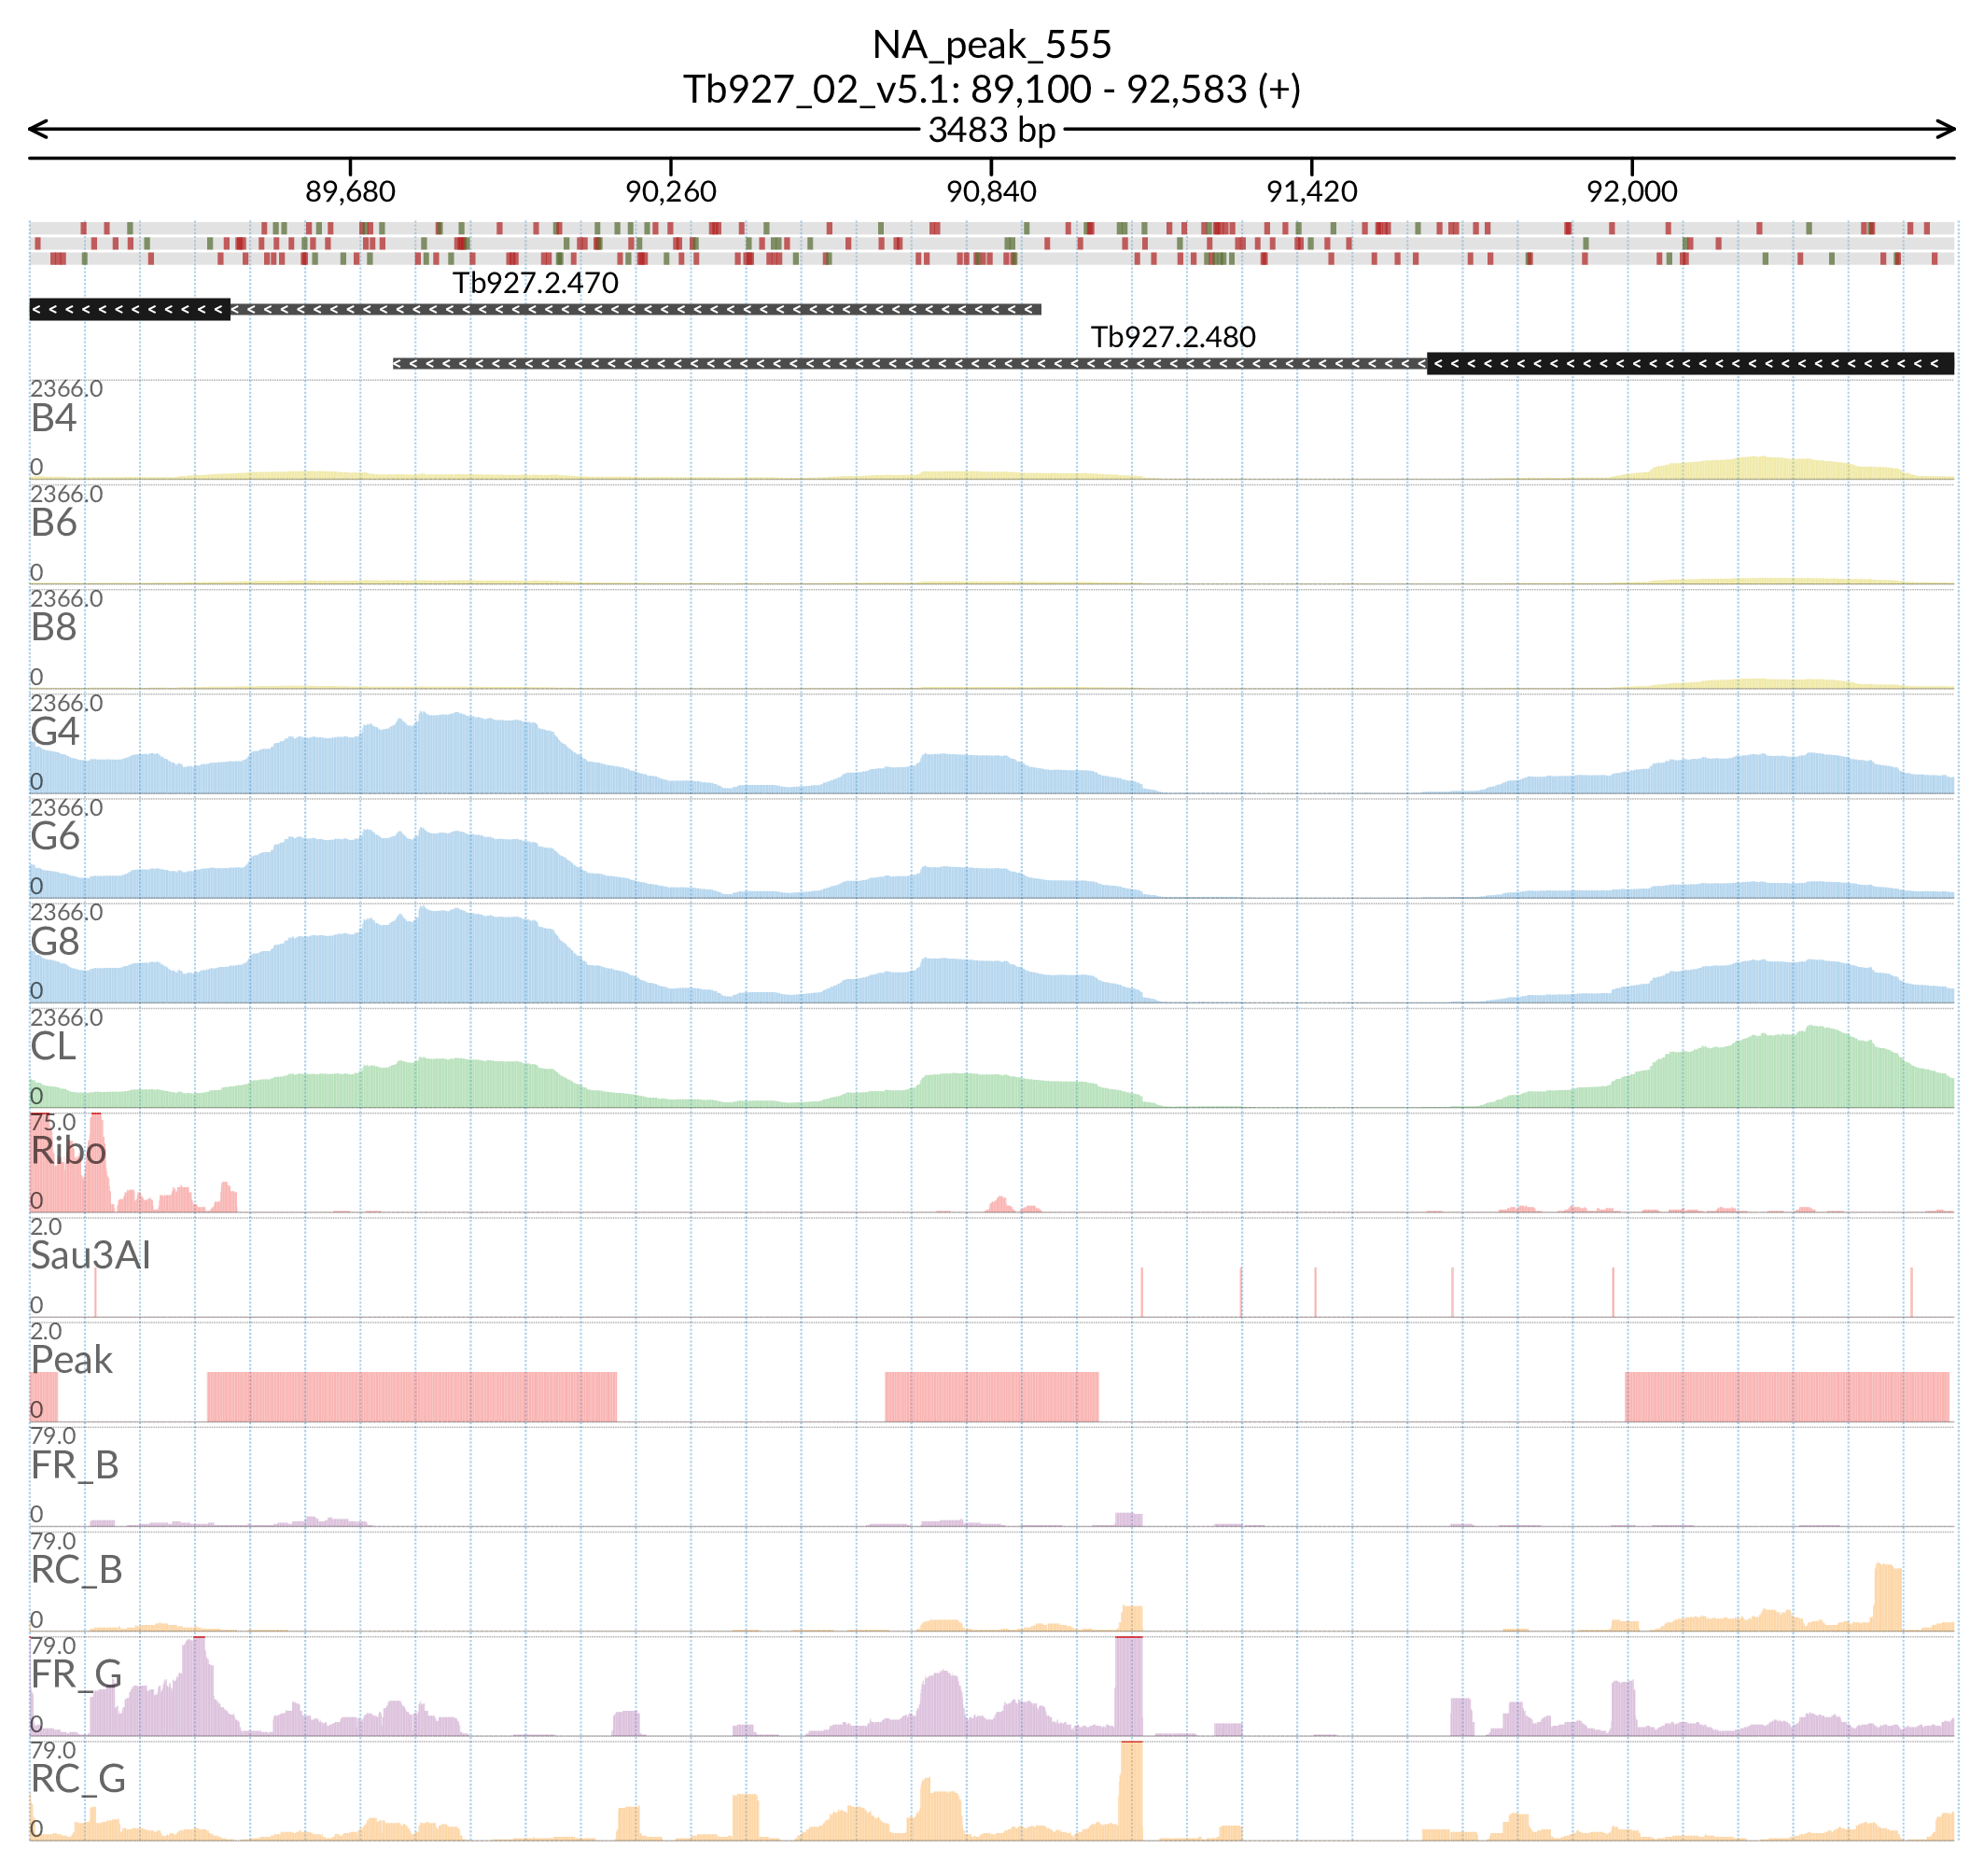 NA_peak_555
Tb927_02_v5.1: 89,100 - 92,583 (+)
3483 bp
89,680 90,260 90,840 91,420 92,000
Tb927.2.470
Tb927.2.480
2366.0
B4
0
2366.0
B6
0
2366.0
B8
0
2366.0
G4
0
2366.0
G6
0
2366.0
G8
0
2366.0
CL
0
75.0
Ribo
0
2.0
Sau3AI
0
2.0
Peak
0
79.0
FR_B
0
79.0
RC_B
0
79.0
FR_G
0
79.0
RC_G
0